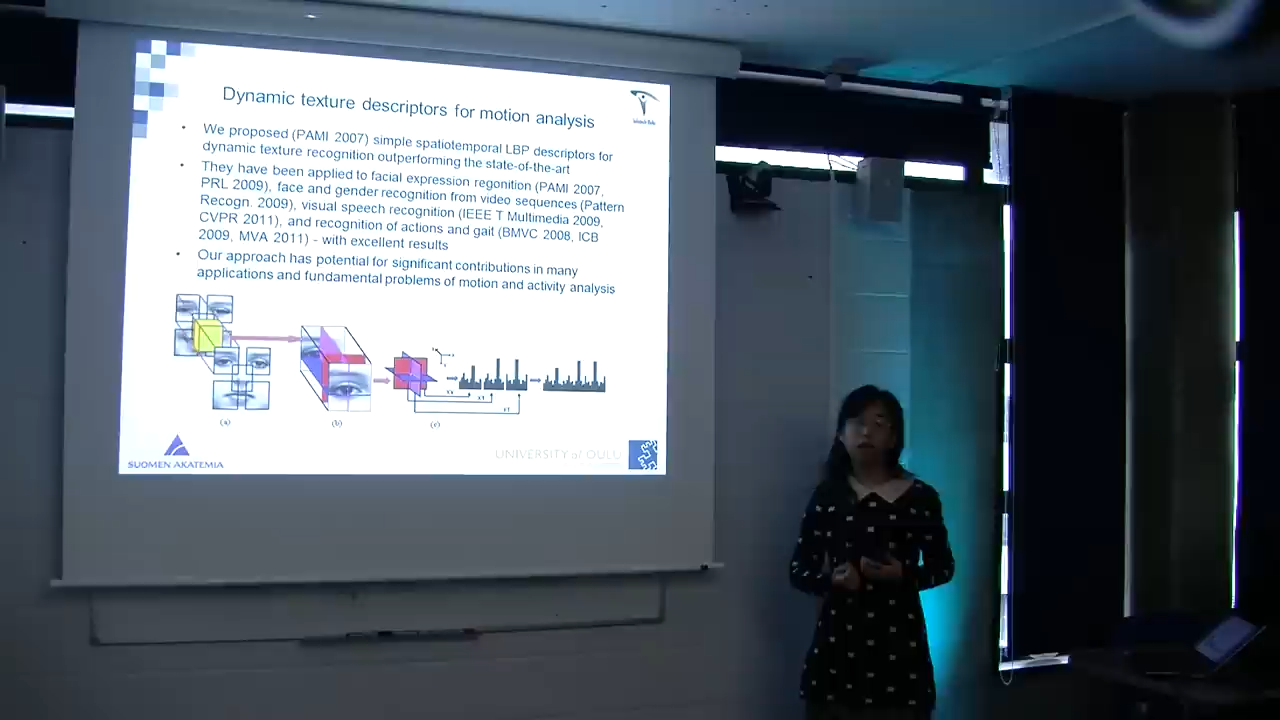 Dynamic texture descriptors for motion analysis
• We proposed (PAMI 2007) simple spatiotemporal LBP descriptors for
dynamic texture recognition outperforming the state-of-the-art
• They have been applied to facial expression regonition (PAMI 2007,
PRL 2009), face and gender recognition from video sequences (Pattern
Recogn. 2009), visual speech recognition (IEEE T Multimedia 2009,
CVPR 2011), and recognition of actions and gait (BMVC 2008, ICB
2009, MVA 2011) - with excellent results
• Our approach has potential for significant contributions in many
applications and fundamental problems of motion and activity analysis
(a) (b) (c)
SUOMEN AKATEMIA
UNIVERSITY of OULU